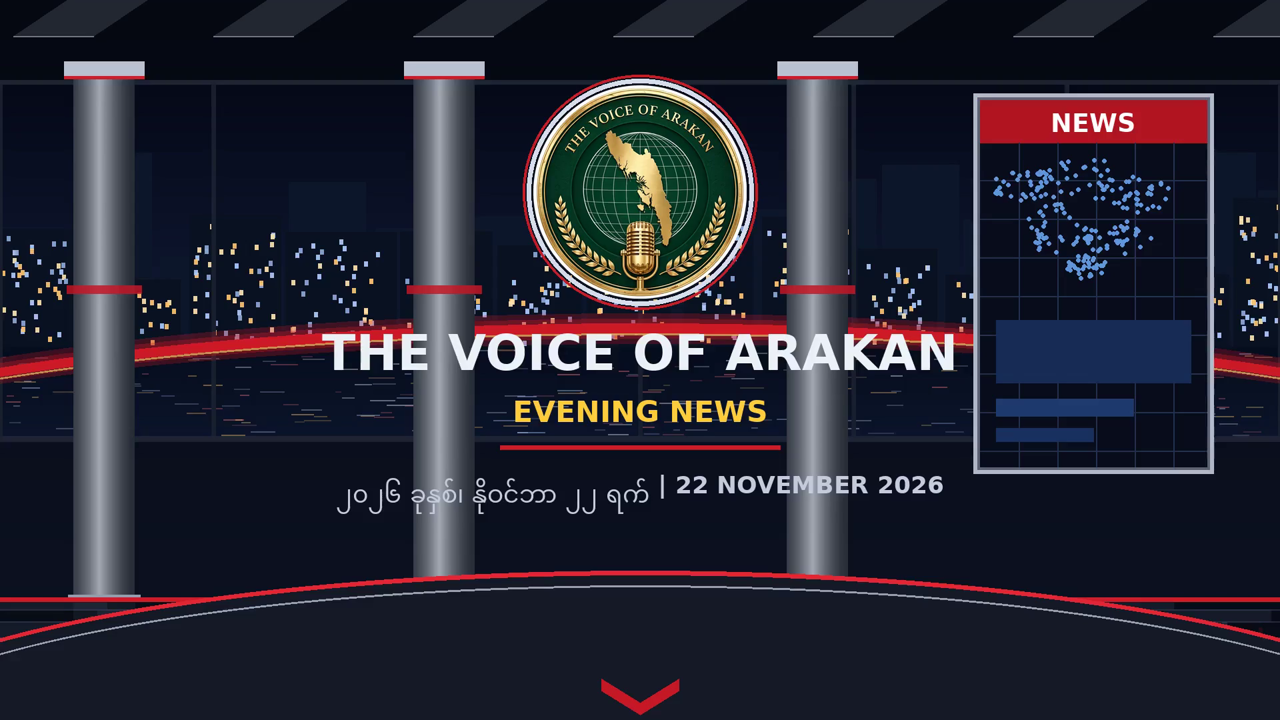 THE VOICE OF ARAKAN
NEWS
THE VOICE OF ARAKAN
EVENING NEWS
၂၀၂၆ ခုနှစ်၊ နိုဝင်ဘာ ၂၂ ရက် | 22 NOVEMBER 2026